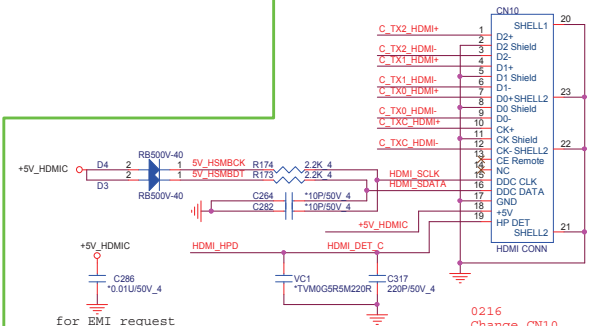 CN10
SHELL1 20
C_TX2_HDMI+ 1 D2+
2 D2 Shield
C_TX2_HDMI- 3 D2-
C_TX1_HDMI+ 4 D1+
5 D1 Shield
C_TX1_HDMI- 6 D1-
C_TX0_HDMI+ 7 D0+ SHELL2 23
8 D0 Shield
C_TX0_HDMI- 9 D0-
C_TXC_HDMI+ 10 CK+
11 CK Shield
C_TXC_HDMI- 12 CK- SHELL2 22
13 CE Remote
14 NC
HDMI_SCLK 15 DDC CLK
HDMI_SDATA 16 DDC DATA
17 GND
+5V_HDMIC 18 +5V
19 HP DET
SHELL2 21
HDMI CONN
RB500V-40
+5V_HDMIC D4 2 1 5V_HSMBCK R174 2.2K_4
2 1 5V_HSMBDT R173 2.2K_4
D3
RB500V-40
C264 *10P/50V_4
C282 *10P/50V_4
+5V_HDMIC
HDMI_HPD HDMI_DET_C
C286
*0.01U/50V_4
VC1
*TVM0G5R5M220R
C317
220P/50V_4
for EMI request
0216
Change CN10